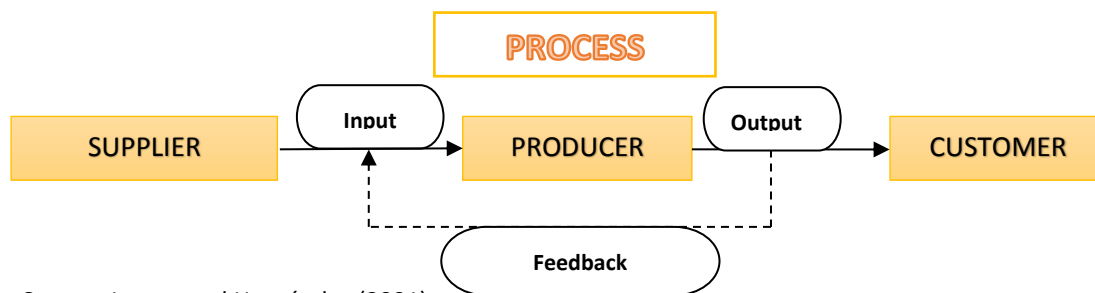 PROCESS
Input
Output
SUPPLIER
PRODUCER
CUSTOMER
Feedback